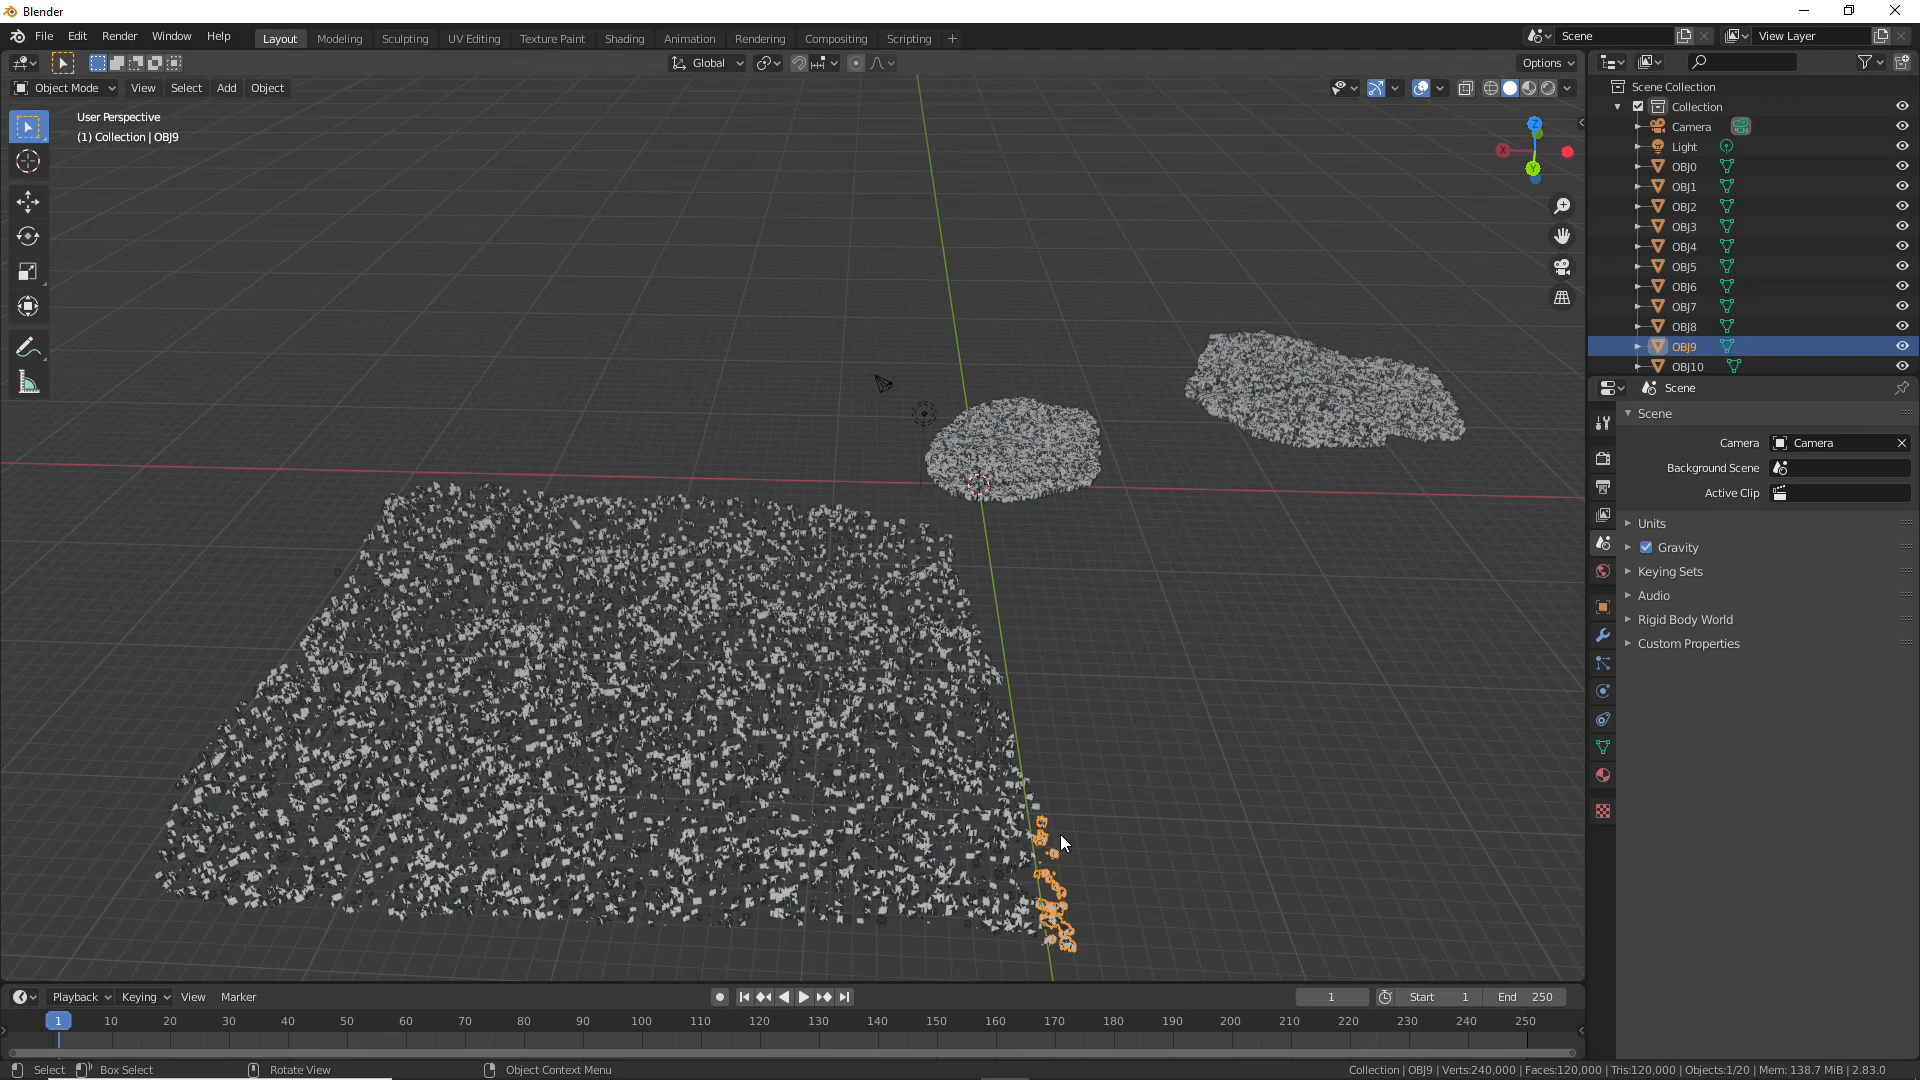 Blender
File Edit Render Window Help
Layout Modeling Sculpting UV Editing Texture Paint Shading Animation Rendering Compositing Scripting +
Scene
View Layer
Global
Options
Object Mode View Select Add Object
User Perspective
(1) Collection | OBJ9
Z
X
Y
Scene Collection
Collection
Camera
Light
OBJ0
OBJ1
OBJ2
OBJ3
OBJ4
OBJ5
OBJ6
OBJ7
OBJ8
OBJ9
OBJ10
Scene
Scene
Camera Camera
Background Scene
Active Clip
Units
Gravity
Keying Sets
Audio
Rigid Body World
Custom Properties
Playback Keying View Marker
1 Start 1 End 250
1 10 20 30 40 50 60 70 80 90 100 110 120 130 140 150 160 170 180 190 200 210 220 230 240 250
Select Box Select Rotate View Object Context Menu
Collection | OBJ9 | Verts:240,000 | Faces:120,000 | Tris:120,000 | Objects:1/20 | Mem: 138.7 MiB | 2.83.0